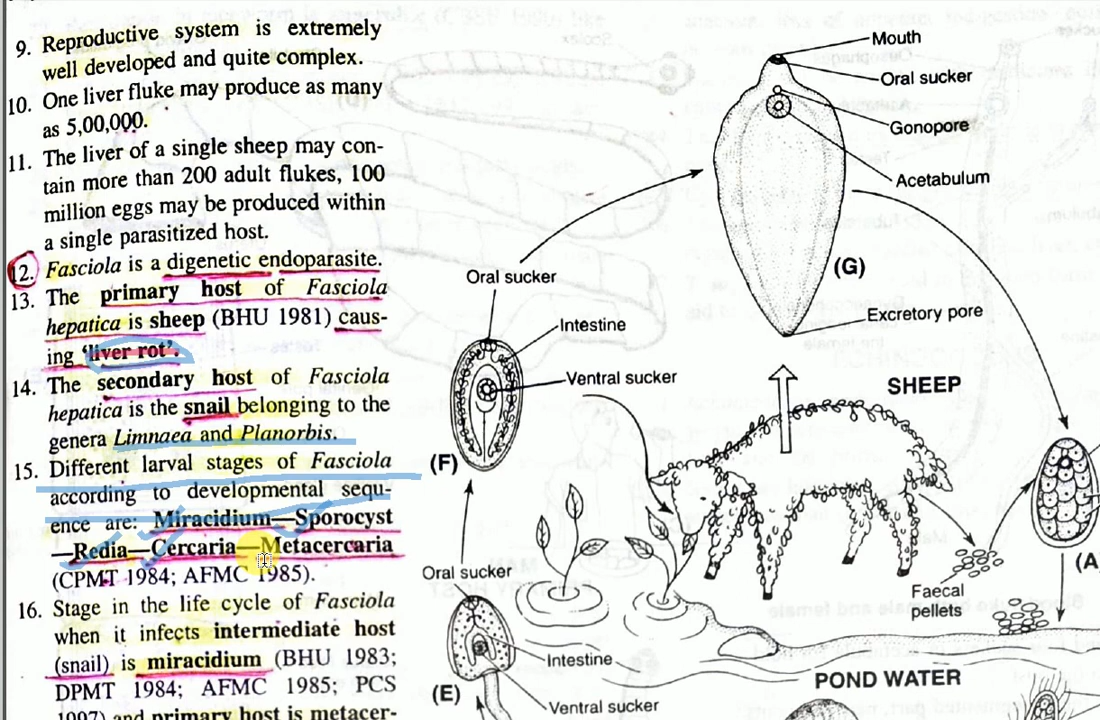 9. Reproductive system is extremely
well developed and quite complex.
10. One liver fluke may produce as many
as 5,00,000.
11. The liver of a single sheep may con-
tain more than 200 adult flukes, 100
million eggs may be produced within
a single parasitized host.
12. Fasciola is a digenetic endoparasite.
13. The primary host of Fasciola
hepatica is sheep (BHU 1981) caus-
ing 'liver rot'.
14. The secondary host of Fasciola
hepatica is the snail belonging to the
genera Limnaea and Planorbis.
15. Different larval stages of Fasciola
according to developmental sequ-
ence are: Miracidium—Sporocyst
—Redia—Cercaria—Metacercaria
(CPMT 1984; AFMC 1985).
16. Stage in the life cycle of Fasciola
when it infects intermediate host
(snail) is miracidium (BHU 1983;
DPMT 1984; AFMC 1985; PCS
1997) and primary host is metacer-
Mouth
Oral sucker
Gonopore
Acetabulum
(G)
Excretory pore
Oral sucker
Intestine
Ventral sucker
(F)
SHEEP
(A
Faecal
pellets
Oral sucker
Intestine
(E)
Ventral sucker
POND WATER